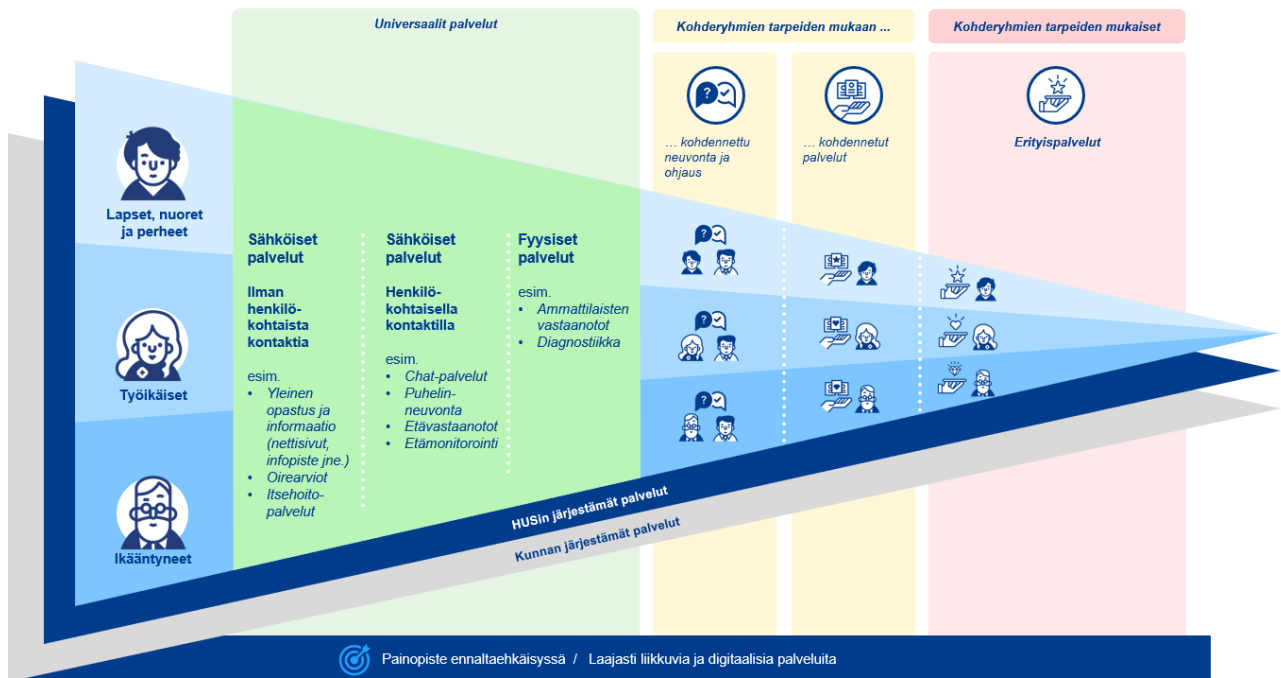 Universaalit palvelut
Kohderyhmien tarpeiden mukaan ...
Kohderyhmien tarpeiden mukaiset
... kohdennettu
neuvonta ja
ohjaus
... kohdennetut
palvelut
Erityispalvelut
Lapset, nuoret
ja perheet
Työikäiset
Ikääntyneet
Sähköiset
palvelut
Ilman
henkilö-
kohtaista
kontaktia
esim.
• Yleinen
opastus ja
informaatio
(nettisivut,
infopiste jne.)
• Oirearviot
• Itsehoito-
palvelut
Sähköiset
palvelut
Henkilö-
kohtaisella
kontaktilla
esim.
• Chat-palvelut
• Puhelin-
neuvonta
• Etävastaanotot
• Etämonitorointi
Fyysiset
palvelut
esim.
• Ammattilaisten
vastaanotot
• Diagnostiikka
HUSin järjestämät palvelut
Kunnan järjestämät palvelut
Painopiste ennaltaehkäisyssä / Laajasti liikkuvia ja digitaalisia palveluita